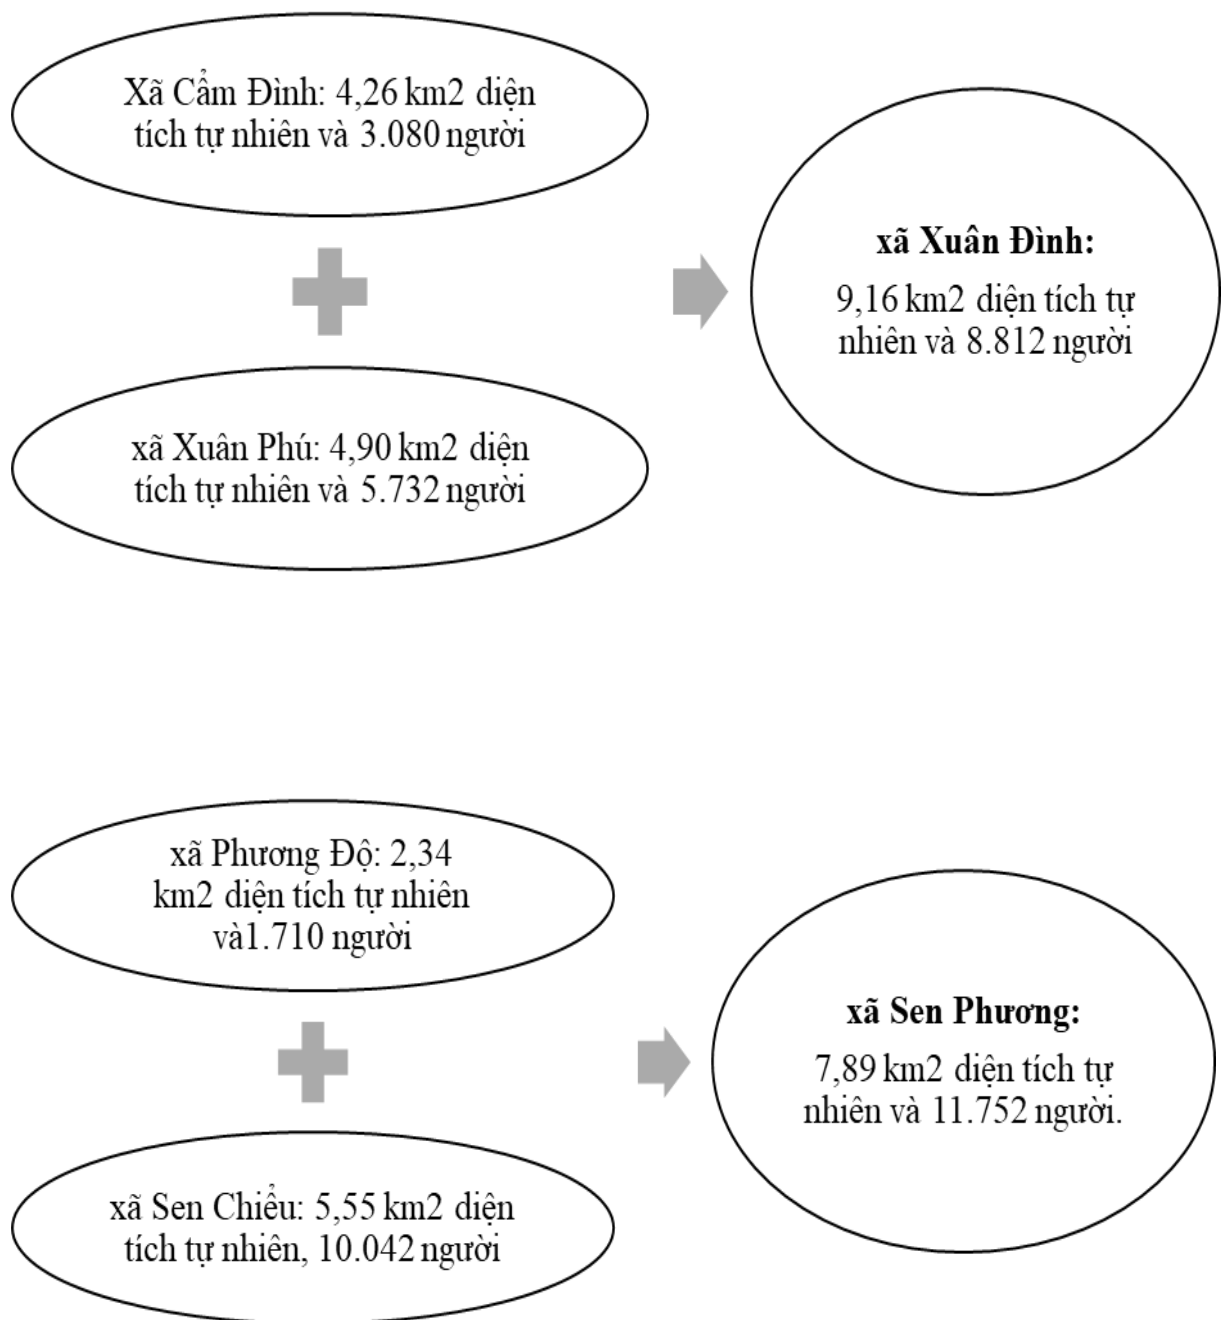 Xã Cẩm Đình: 4,26 km2 diện
tích tự nhiên và 3.080 người
xã Xuân Phú: 4,90 km2 diện
tích tự nhiên và 5.732 người
xã Xuân Đình:
9,16 km2 diện tích tự
nhiên và 8.812 người
xã Phương Độ: 2,34
km2 diện tích tự nhiên
và1.710 người
xã Sen Chiểu: 5,55 km2 diện
tích tự nhiên, 10.042 người
xã Sen Phương:
7,89 km2 diện tích tự
nhiên và 11.752 người.